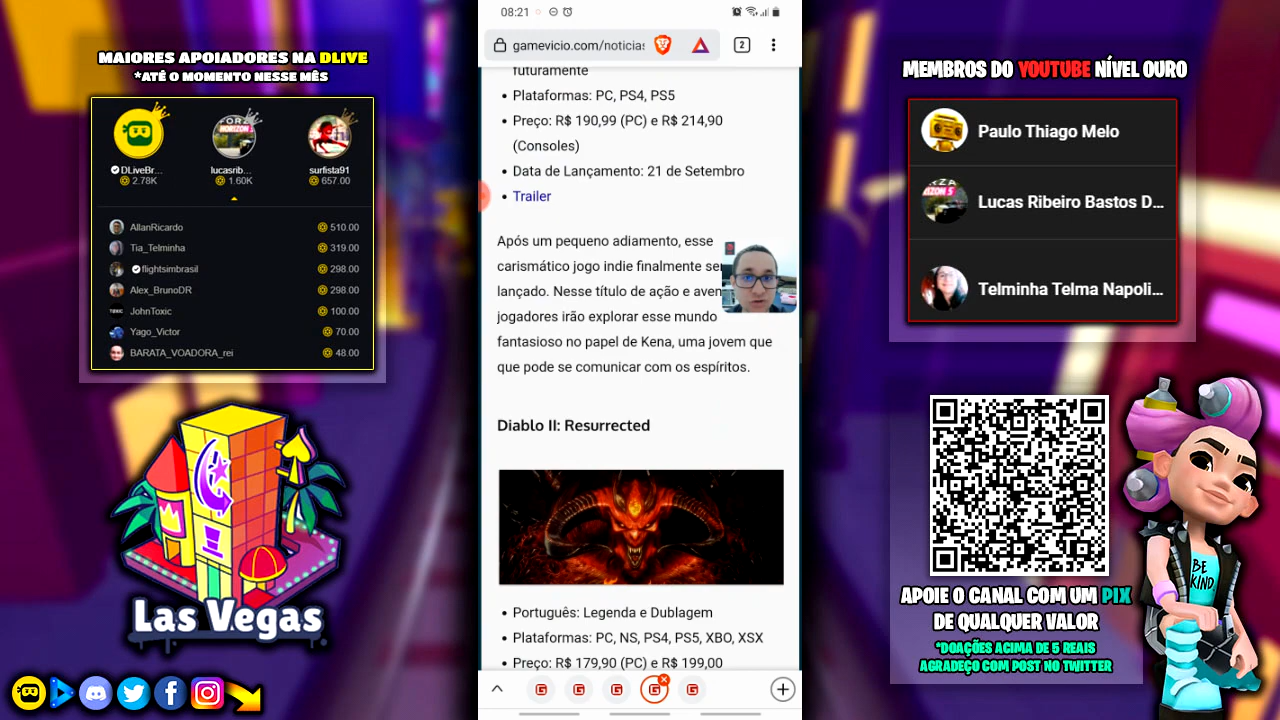 MAIORES APOIADORES NA DLIVE
*ATÉ O MOMENTO NESSE MÊS
DLiveBr...
2.78K
lucasrib...
1.60K
surfista91
657.00
AllanRicardo 510.00
Tia_Telminha 319.00
flightsimbrasil 298.00
Alex_BrunoDR 298.00
JohnToxic 100.00
Yago_Victor 70.00
BARATA_VOADORA_rei 48.00
Las Vegas
08:21
gamevicio.com/noticias
2
futuramente
• Plataformas: PC, PS4, PS5
• Preço: R$ 190,99 (PC) e R$ 214,90
(Consoles)
• Data de Lançamento: 21 de Setembro
• Trailer
Após um pequeno adiamento, esse
carismático jogo indie finalmente
lançado. Nesse título de ação e
jogadores irão explorar esse mundo
fantasioso no papel de Kena, uma jovem que
que pode se comunicar com os espíritos.
Diablo II: Resurrected
• Português: Legenda e Dublagem
• Plataformas: PC, NS, PS4, PS5, XBO, XSX
• Preço: R$ 179,90 (PC) e R$ 199,00
MEMBROS DO YOUTUBE NÍVEL OURO
Paulo Thiago Melo
Lucas Ribeiro Bastos D...
Telminha Telma Napoli...
APOIE O CANAL COM UM PIX
DE QUALQUER VALOR
*DOAÇÕES ACIMA DE 5 REAIS
AGRADEÇO COM POST NO TWITTER
BE
KIND